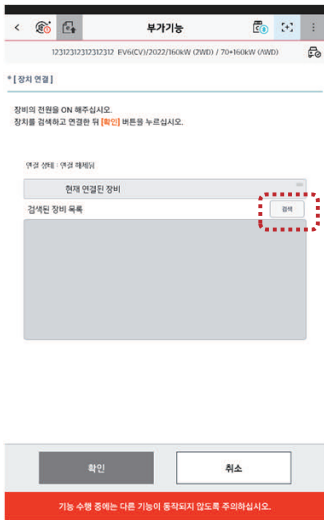 부가기능
12312312312312312 EV6(CV)/2022/160kW (2WD) / 70+160kW (AWD)
* [ 장치 연결 ]
장비의 전원을 ON 해주십시오.
장치를 검색하고 연결한 뒤 [확인] 버튼을 누르십시오.
연결 상태 : 연결 해제됨
현재 연결된 장비
검색된 장비 목록
검색
확인
취소
기능 수행 중에는 다른 기능이 동작되지 않도록 주의하십시오.